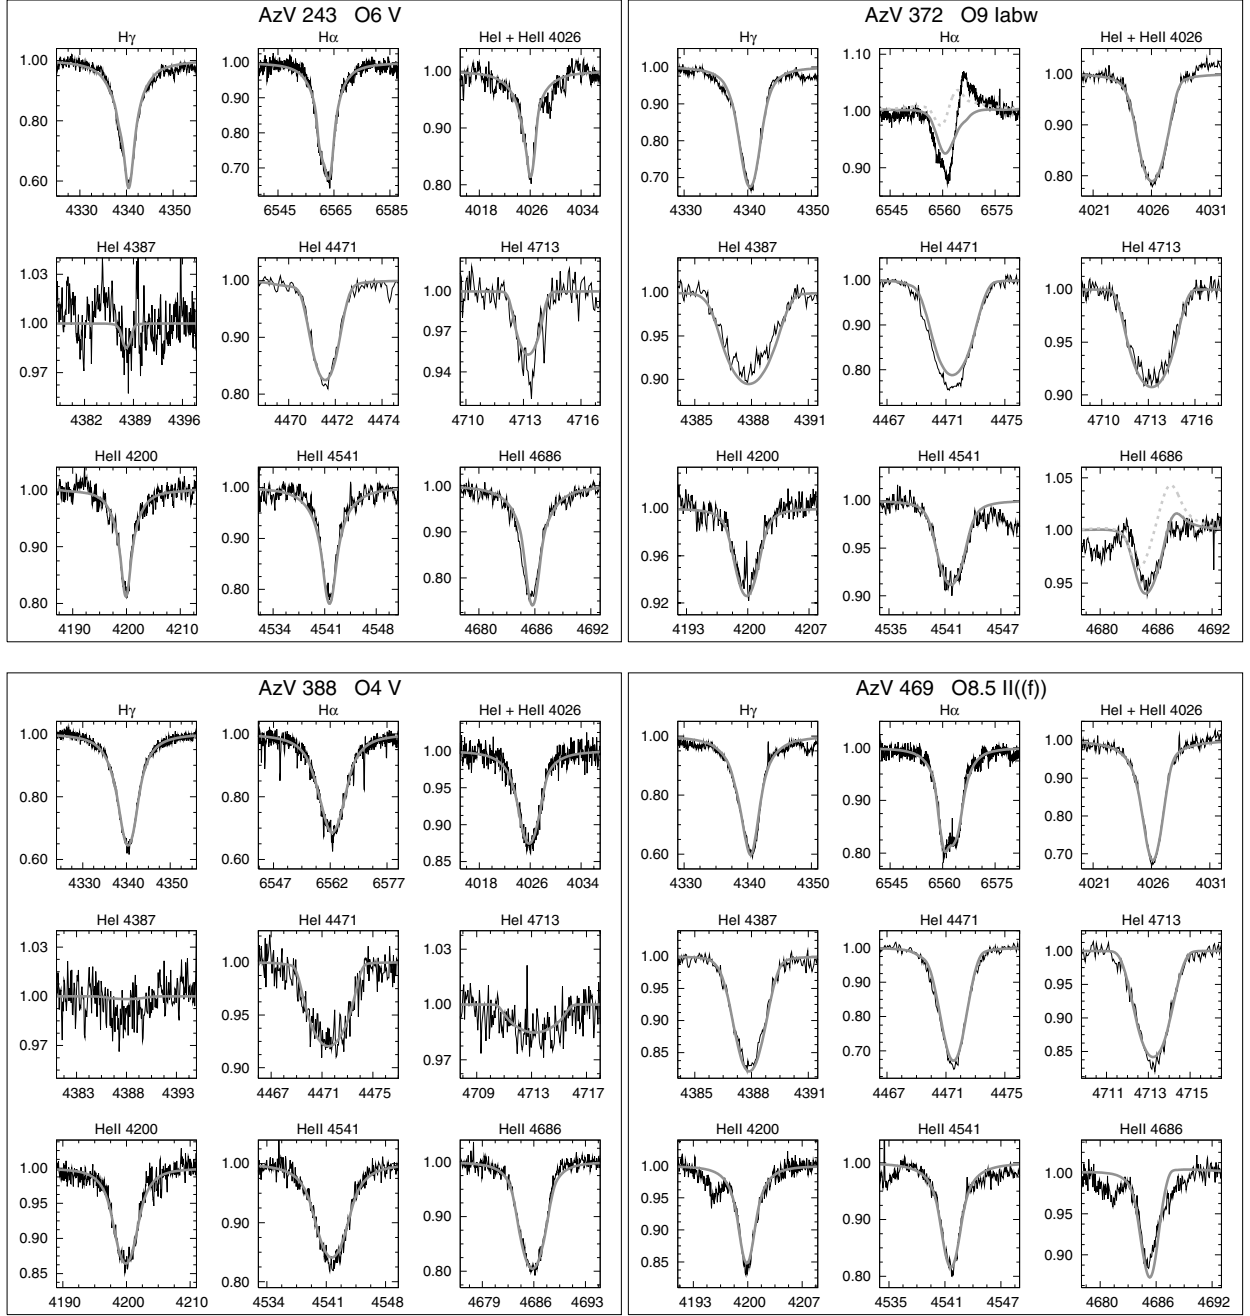 AzV 243 O6 V
Hγ Hα HeI + HeII 4026
1.00 0.80 0.60 4330 4340 4350
1.00 0.90 0.80 0.70 6545 6565 6585
1.00 0.90 0.80 4018 4026 4034
HeI 4387 HeI 4471 HeI 4713
1.03 1.00 0.97 4382 4389 4396
1.00 0.90 0.80 4470 4472 4474
1.00 0.97 0.94 4710 4713 4716
HeII 4200 HeII 4541 HeII 4686
1.00 0.90 0.80 4190 4200 4210
1.00 0.90 0.80 4534 4541 4548
1.00 0.90 0.80 4680 4686 4692
AzV 372 O9 Iabw
Hγ Hα HeI + HeII 4026
1.00 0.90 0.80 0.70 4330 4340 4350
1.10 1.00 0.90 6545 6560 6575
1.00 0.90 0.80 4021 4026 4031
HeI 4387 HeI 4471 HeI 4713
1.00 0.95 0.90 4385 4388 4391
1.00 0.90 0.80 4467 4471 4475
1.00 0.95 0.90 4710 4713 4716
HeII 4200 HeII 4541 HeII 4686
1.00 0.96 0.92 4193 4200 4207
1.00 0.95 0.90 4535 4541 4547
1.05 1.00 0.95 4680 4686 4692
AzV 388 O4 V
Hγ Hα HeI + HeII 4026
1.00 0.80 0.60 4330 4340 4350
1.00 0.90 0.80 0.70 0.60 6547 6562 6577
1.00 0.95 0.90 0.85 4018 4026 4034
HeI 4387 HeI 4471 HeI 4713
1.03 1.00 0.97 4383 4388 4393
1.00 0.95 0.90 4467 4471 4475
1.03 1.00 0.97 4709 4713 4717
HeII 4200 HeII 4541 HeII 4686
1.00 0.95 0.90 0.85 4190 4200 4210
1.00 0.90 0.80 4534 4541 4548
1.00 0.90 0.80 4679 4686 4693
AzV 469 O8.5 II((f))
Hγ Hα HeI + HeII 4026
1.00 0.80 0.60 4330 4340 4350
1.00 0.90 0.80 6545 6560 6575
1.00 0.90 0.80 0.70 4021 4026 4031
HeI 4387 HeI 4471 HeI 4713
1.00 0.95 0.90 0.85 4385 4388 4391
1.00 0.90 0.80 0.70 4467 4471 4475
1.00 0.95 0.90 0.85 4711 4713 4715
HeII 4200 HeII 4541 HeII 4686
1.00 0.95 0.85 4193 4200 4207
1.00 0.90 0.80 4535 4541 4547
1.00 0.95 0.90 4680 4686 4692